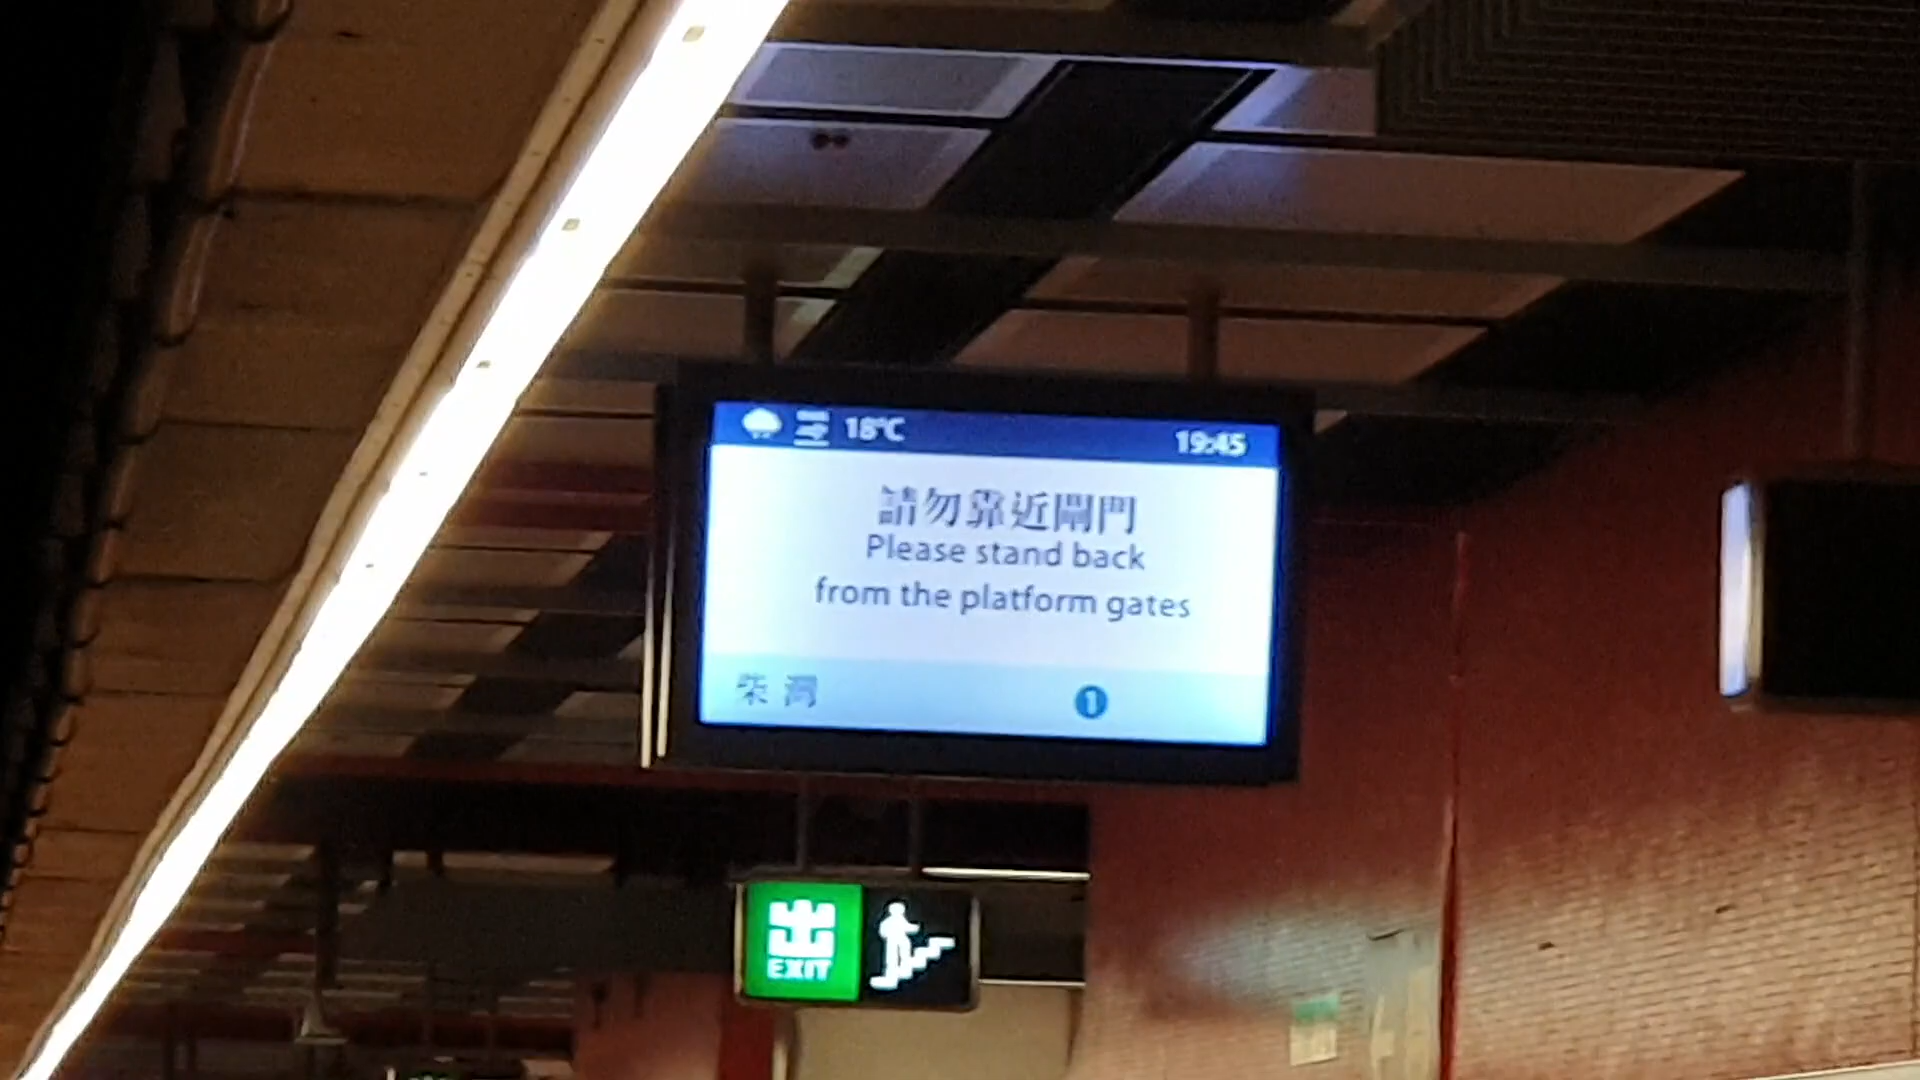 18°C 19:45
請勿靠近閘門
Please stand back
from the platform gates
柴灣 1
出
EXIT